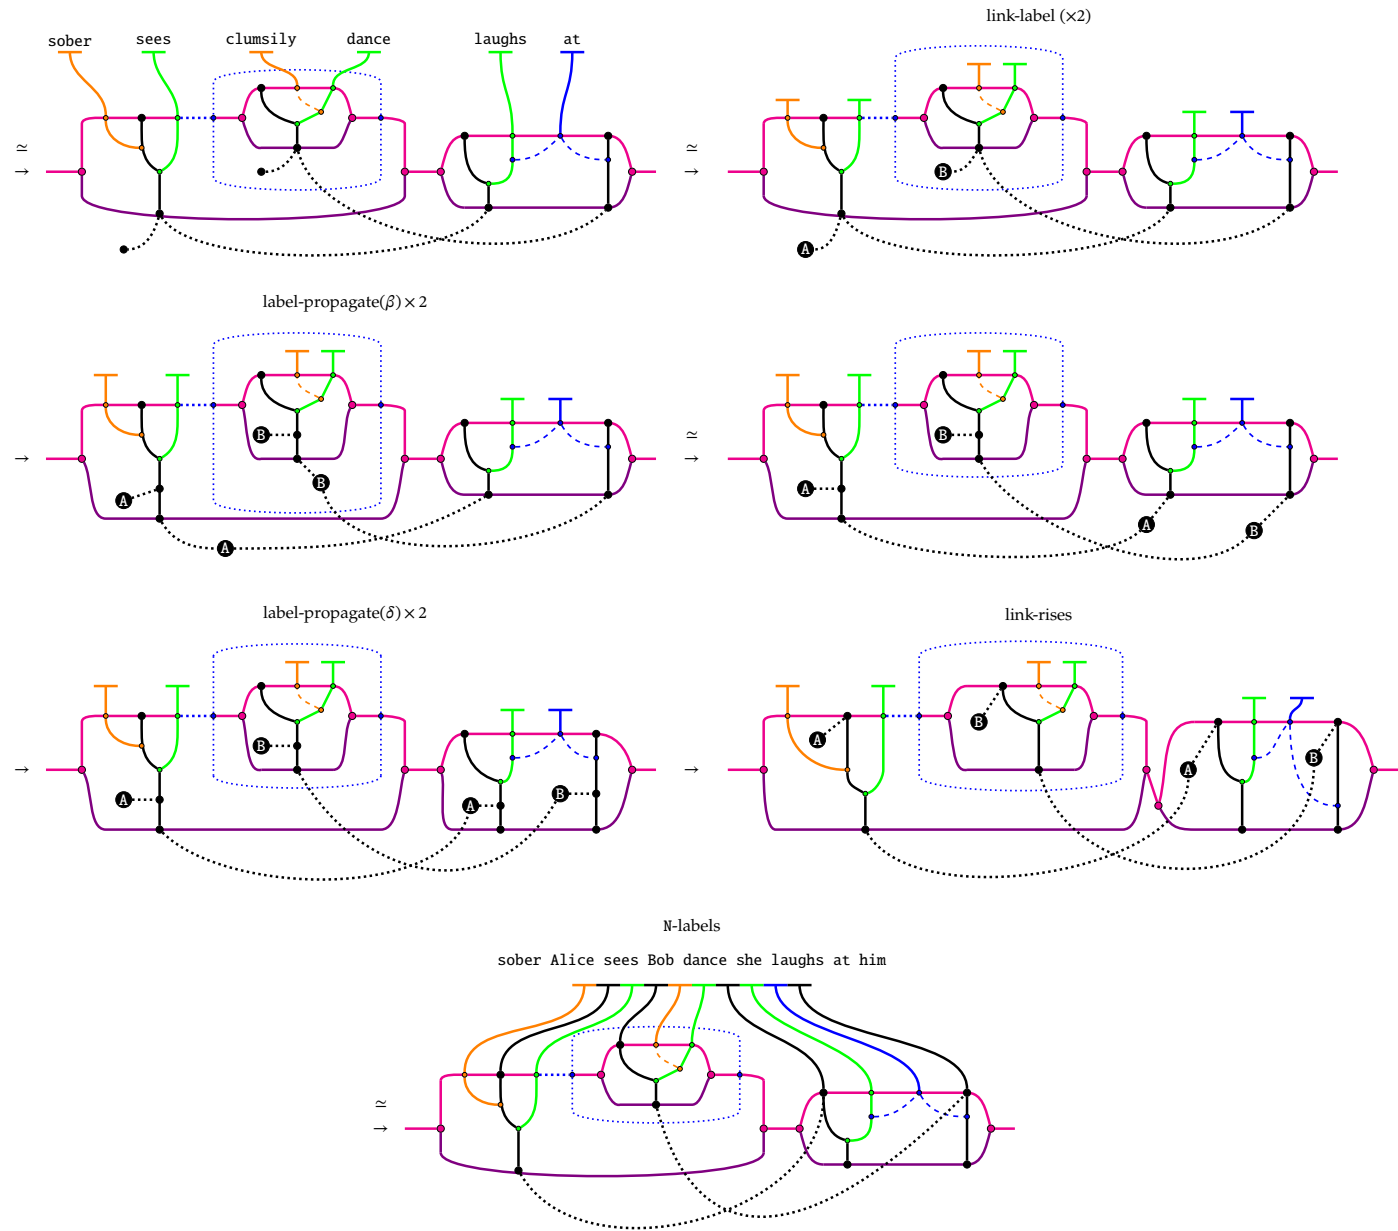 link-label (×2)
sober sees clumsily dance laughs at
≃
→
≃
→
B
A
label-propagate(β) × 2
→
B
A
B
A
≃
→
B
A
A
B
label-propagate(δ) × 2
link-rises
→
B
A
A
B
→
A
B
A
B
N-labels
sober Alice sees Bob dance she laughs at him
≃
→